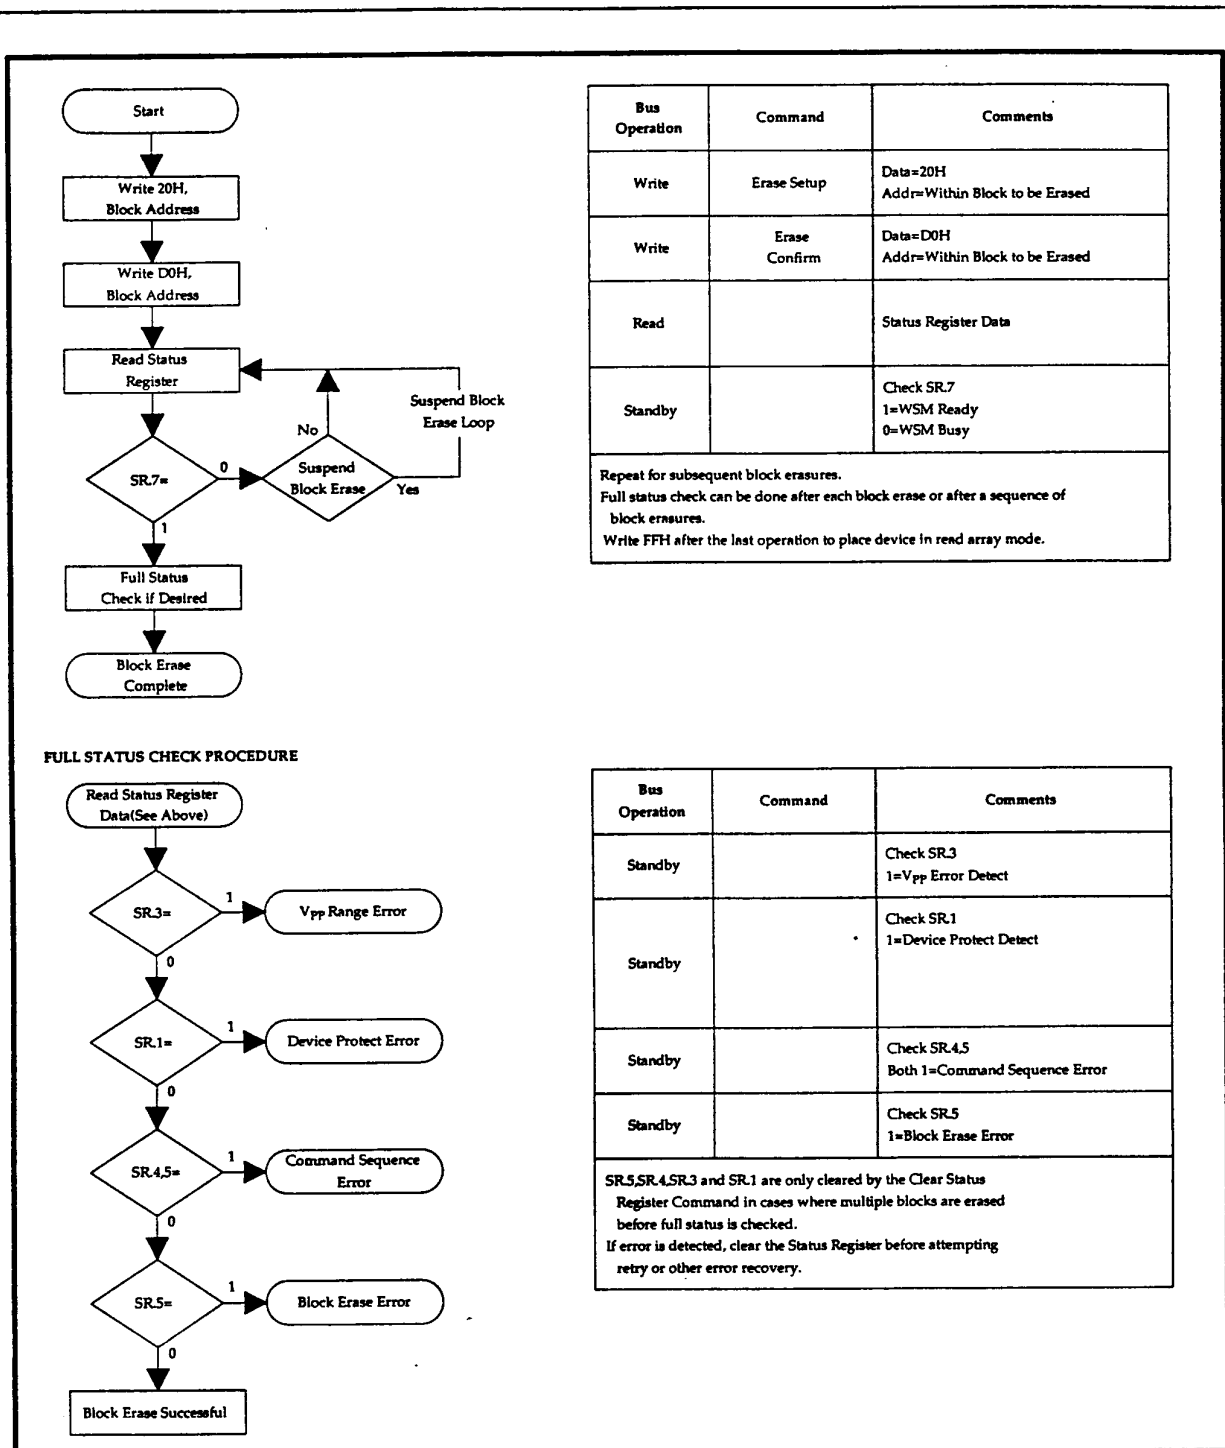 Start
Write 20H,
Block Address
Write D0H,
Block Address
Read Status
Register
Suspend Block
Erase Loop
No
SR.7=
0
Suspend
Block Erase
Yes
1
Full Status
Check if Desired
Block Erase
Complete
Bus
Operation
Command
Comments
Write
Erase Setup
Data=20H
Addr=Within Block to be Erased
Write
Erase
Confirm
Data=D0H
Addr=Within Block to be Erased
Read
Status Register Data
Standby
Check SR.7
1=WSM Ready
0=WSM Busy
Repeat for subsequent block erasures.
Full status check can be done after each block erase or after a sequence of
block erasures.
Write FFH after the last operation to place device in read array mode.
FULL STATUS CHECK PROCEDURE
Read Status Register
Data(See Above)
SR.3=
1
VPP Range Error
0
SR.1=
1
Device Protect Error
0
SR.4,5=
1
Command Sequence
Error
0
SR.5=
1
Block Erase Error
0
Block Erase Successful
Bus
Operation
Command
Comments
Standby
Check SR.3
1=VPP Error Detect
Standby
Check SR.1
1=Device Protect Detect
Standby
Check SR.4,5
Both 1=Command Sequence Error
Standby
Check SR.5
1=Block Erase Error
SR.5,SR.4,SR.3 and SR.1 are only cleared by the Clear Status
Register Command in cases where multiple blocks are erased
before full status is checked.
If error is detected, clear the Status Register before attempting
retry or other error recovery.